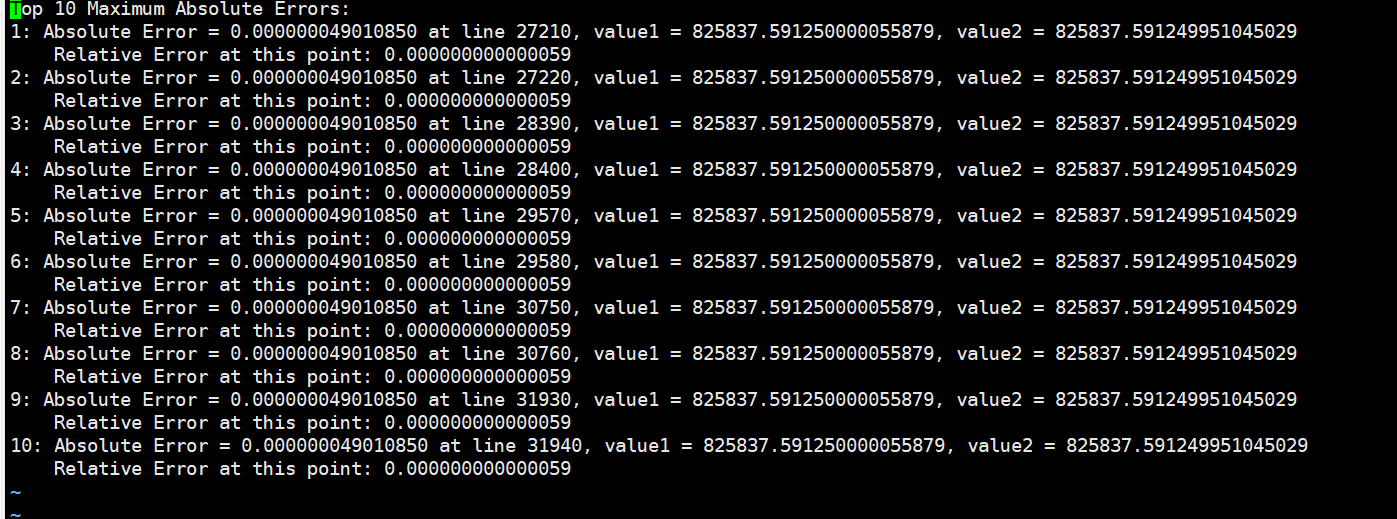 Top 10 Maximum Absolute Errors:
1: Absolute Error = 0.000000049010850 at line 27210, value1 = 825837.591250000055879, value2 = 825837.591249951045029
Relative Error at this point: 0.000000000000059
2: Absolute Error = 0.000000049010850 at line 27220, value1 = 825837.591250000055879, value2 = 825837.591249951045029
Relative Error at this point: 0.000000000000059
3: Absolute Error = 0.000000049010850 at line 28390, value1 = 825837.591250000055879, value2 = 825837.591249951045029
Relative Error at this point: 0.000000000000059
4: Absolute Error = 0.000000049010850 at line 28400, value1 = 825837.591250000055879, value2 = 825837.591249951045029
Relative Error at this point: 0.000000000000059
5: Absolute Error = 0.000000049010850 at line 29570, value1 = 825837.591250000055879, value2 = 825837.591249951045029
Relative Error at this point: 0.000000000000059
6: Absolute Error = 0.000000049010850 at line 29580, value1 = 825837.591250000055879, value2 = 825837.591249951045029
Relative Error at this point: 0.000000000000059
7: Absolute Error = 0.000000049010850 at line 30750, value1 = 825837.591250000055879, value2 = 825837.591249951045029
Relative Error at this point: 0.000000000000059
8: Absolute Error = 0.000000049010850 at line 30760, value1 = 825837.591250000055879, value2 = 825837.591249951045029
Relative Error at this point: 0.000000000000059
9: Absolute Error = 0.000000049010850 at line 31930, value1 = 825837.591250000055879, value2 = 825837.591249951045029
Relative Error at this point: 0.000000000000059
10: Absolute Error = 0.000000049010850 at line 31940, value1 = 825837.591250000055879, value2 = 825837.591249951045029
Relative Error at this point: 0.000000000000059
~
~